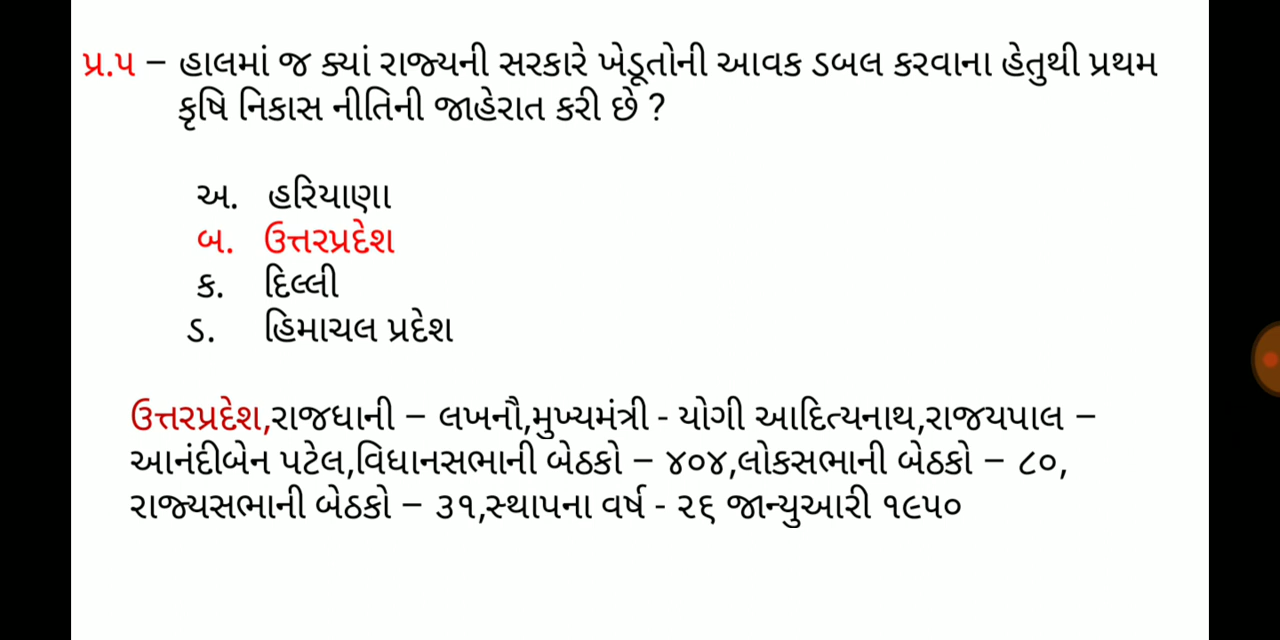 પ્ર.૫ – હાલમાં જ ક્યાં રાજ્યની સરકારે ખેડૂતોની આવક ડબલ કરવાના હેતુથી પ્રથમ
કૃષિ નિકાસ નીતિની જાહેરાત કરી છે ?
અ. હરિયાણા
બ. ઉત્તરપ્રદેશ
ક. દિલ્લી
ડ. હિમાચલ પ્રદેશ
ઉત્તરપ્રદેશ,રાજધાની – લખનૌ,મુખ્યમંત્રી - યોગી આદિત્યનાથ,રાજયપાલ –
આનંદીબેન પટેલ,વિધાનસભાની બેઠકો – ૪૦૪,લોકસભાની બેઠકો – ૮૦,
રાજ્યસભાની બેઠકો – ૩૧,સ્થાપના વર્ષ - ૨૬ જાન્યુઆરી ૧૯૫૦